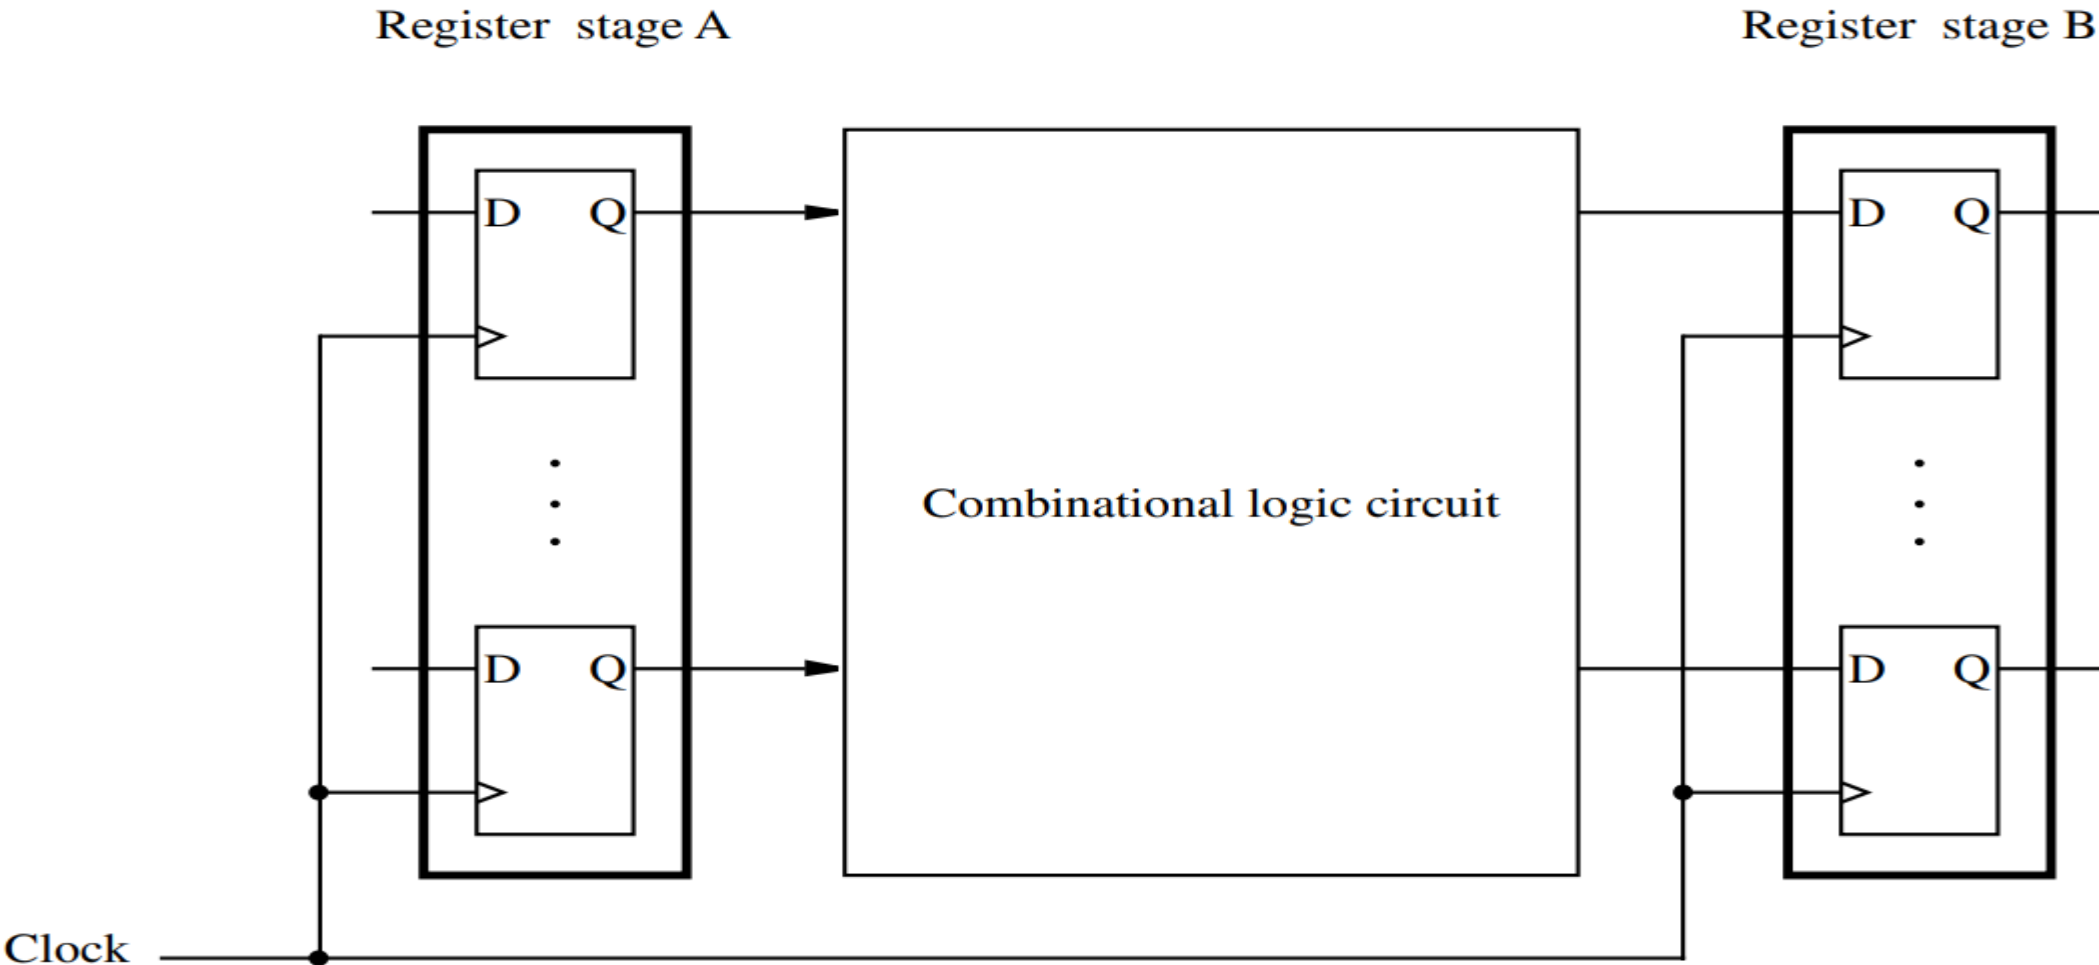 Register stage A
Register stage B
D Q
D Q
Combinational logic circuit
D Q
D Q
Clock